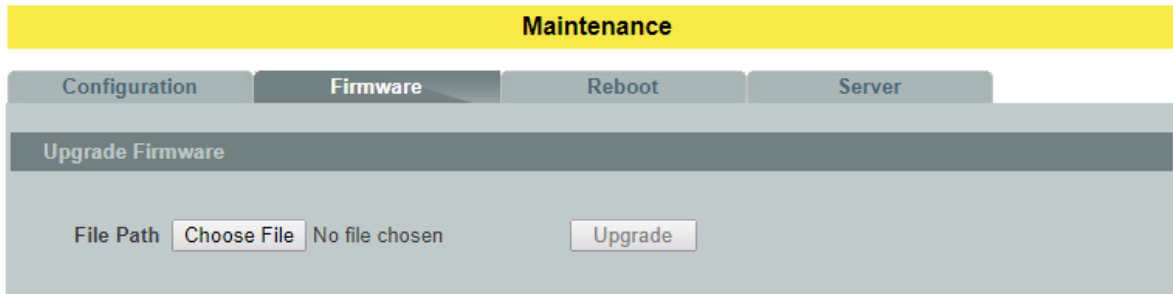 Maintenance
Configuration Firmware Reboot Server
Upgrade Firmware
File Path Choose File No file chosen Upgrade